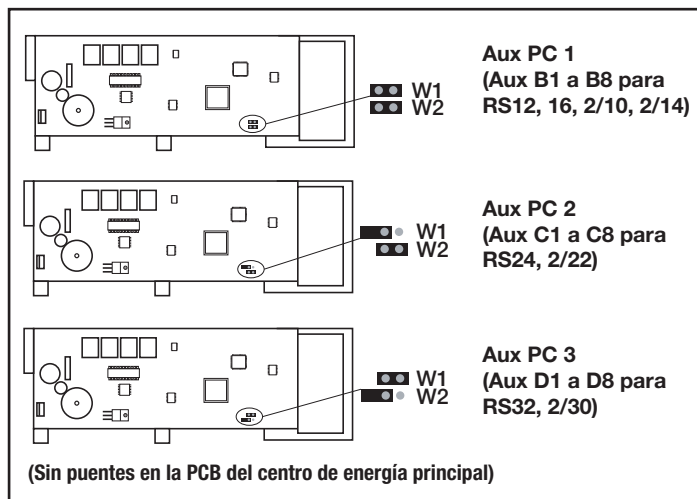 Aux PC 1
(Aux B1 a B8 para
RS12, 16, 2/10, 2/14)
W1
W2
Aux PC 2
(Aux C1 a C8 para
RS24, 2/22)
W1
W2
Aux PC 3
(Aux D1 a D8 para
RS32, 2/30)
W1
W2
(Sin puentes en la PCB del centro de energía principal)